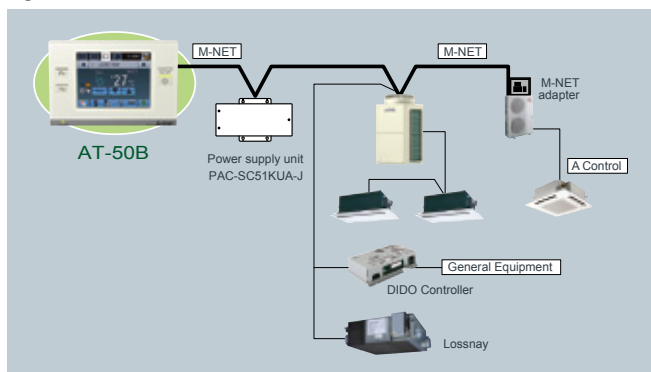 M-NET
M-NET
M-NET
adapter
AT-50B
Power supply unit
PAC-SC51KUA-J
A Control
General Equipment
DIDO Controller
Lossnay